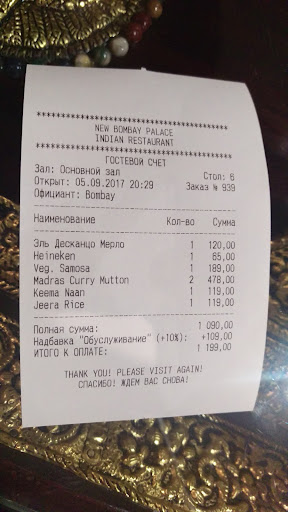 ****************************************
NEW BOMBAY PALACE
INDIAN RESTAURANT
****************************************
ГОСТЕВОЙ СЧЕТ
Зал: Основной зал Стол: 6
Открыт: 05.09.2017 20:29 Заказ № 939
Официант: Bombay
----------------------------------------
Наименование Кол-во Сумма
----------------------------------------
Эль Десканцо Мерло 1 120,00
Heineken 1 65,00
Veg. Samosa 1 189,00
Madras Curry Mutton 2 478,00
Keema Naan 1 119,00
Jeera Rice 1 119,00
----------------------------------------
Полная сумма: 1 090,00
Надбавка "Обслуживание" (+10%): +109,00
ИТОГО К ОПЛАТЕ: 1 199,00
THANK YOU! PLEASE VISIT AGAIN!
СПАСИБО! ЖДЕМ ВАС СНОВА!